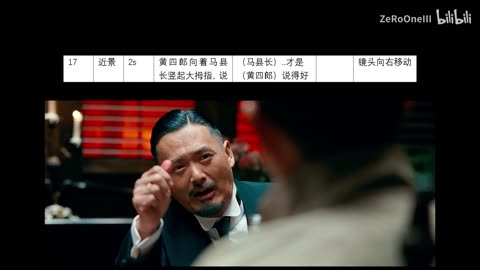 ZeRoOneIII bilibili
17 近景 2s 黄四郎向着马县 （马县长）..才是 镜头向右移动
长竖起大拇指，说 （黄四郎）说得好